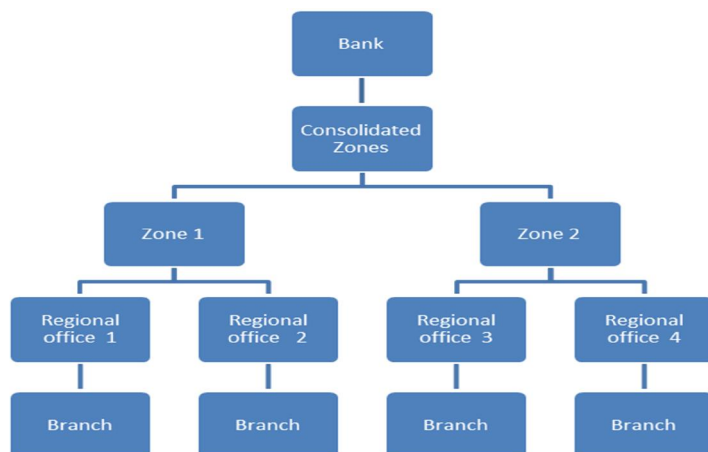 Bank
Consolidated
Zones
Zone 1
Zone 2
Regional
office 1
Regional
office 2
Regional
office 3
Regional
office 4
Branch
Branch
Branch
Branch